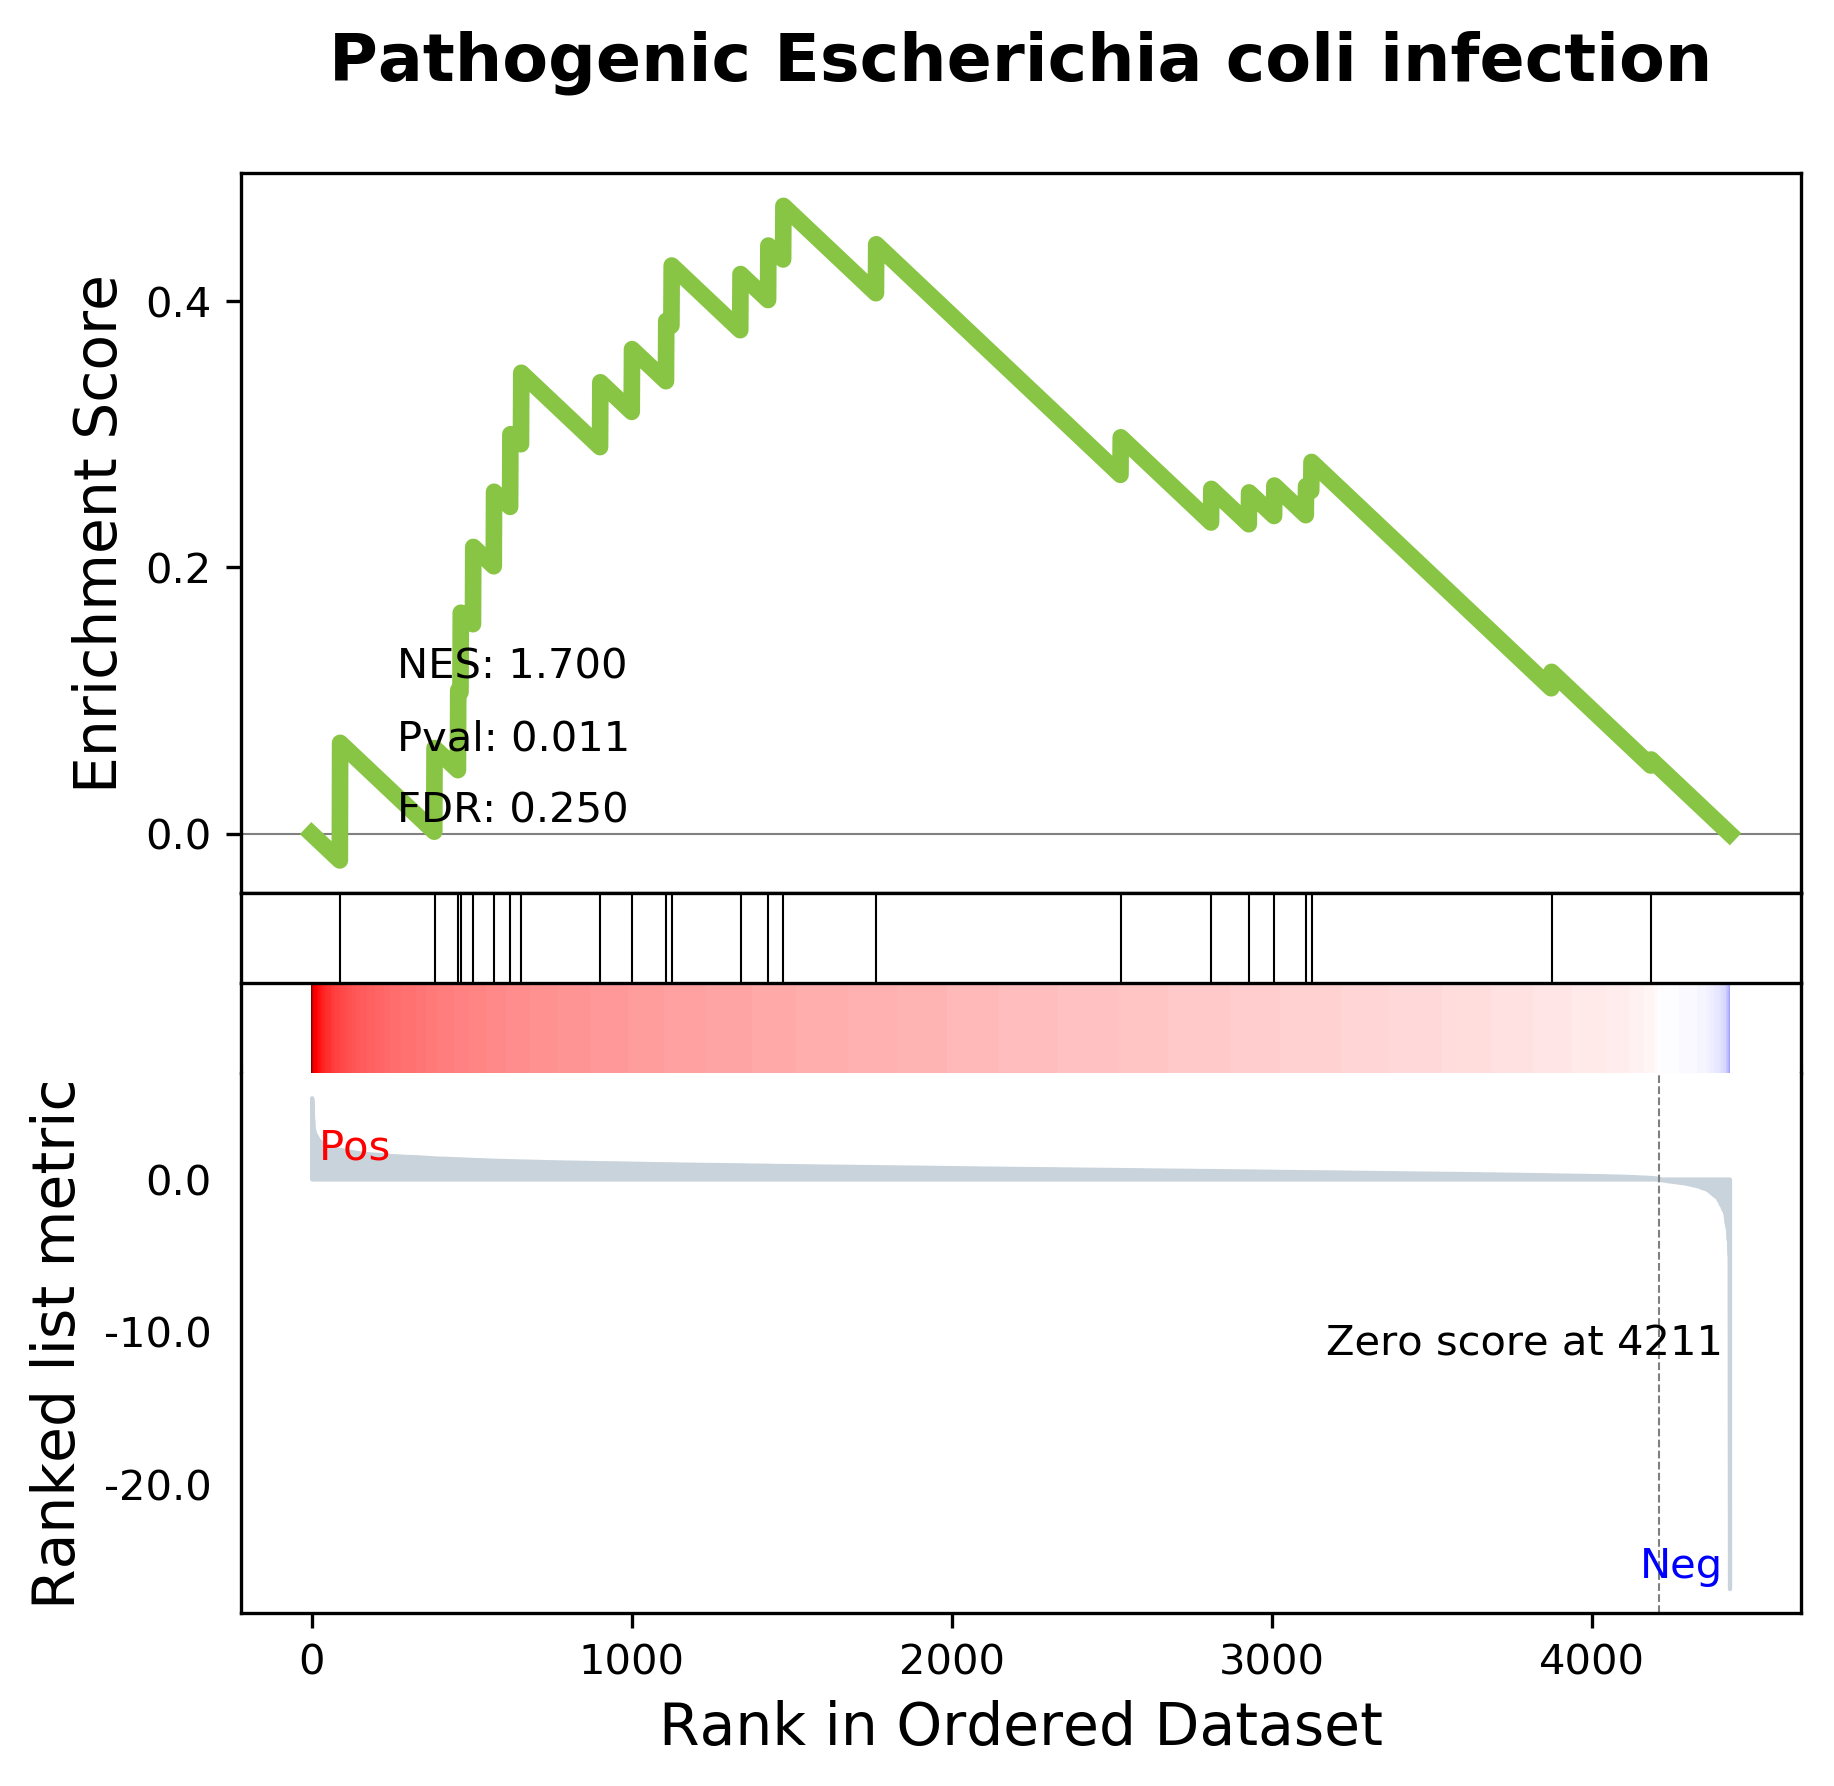 Pathogenic Escherichia coli infection
Enrichment Score
0.4
0.2
0.0
NES: 1.700
Pval: 0.011
FDR: 0.250
Ranked list metric
Pos
0.0
-10.0
-20.0
Zero score at 4211
Neg
0 1000 2000 3000 4000
Rank in Ordered Dataset